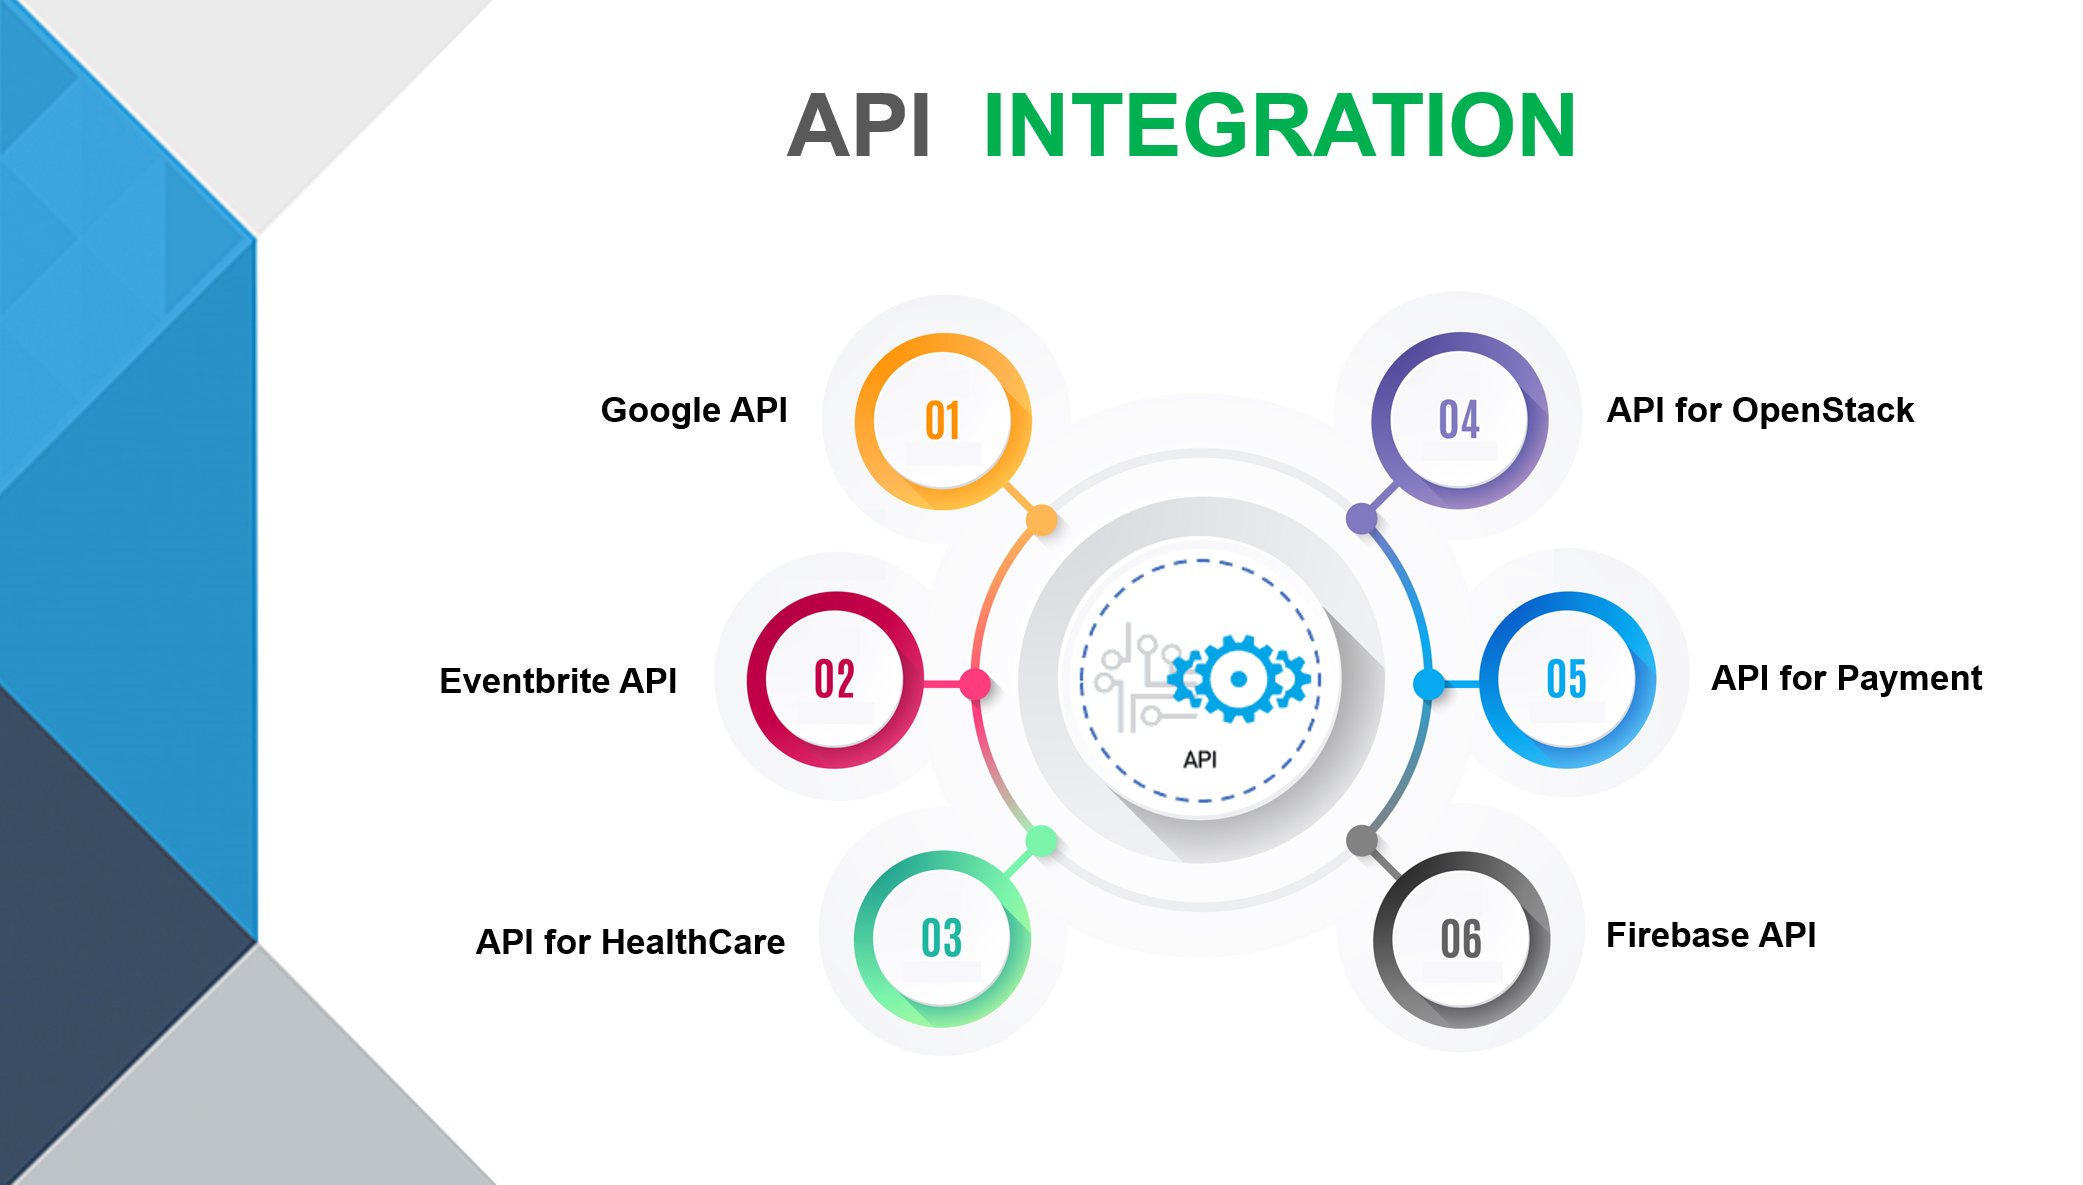 API INTEGRATION
Google API
01
Eventbrite API
02
API for HealthCare
03
API
04
API for OpenStack
05
API for Payment
06
Firebase API